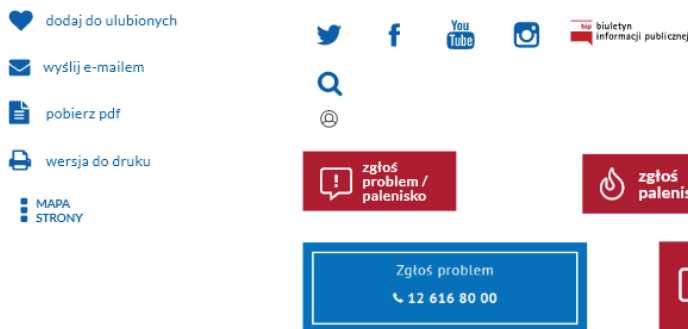 dodaj do ulubionych
wyślij e-mailem
pobierz pdf
wersja do druku
MAPA
STRONY
You
Tube
bip biuletyn
informacji publicznej
zgłoś
problem /
palenisko
zgłoś
Zgłoś problem
12 616 80 00